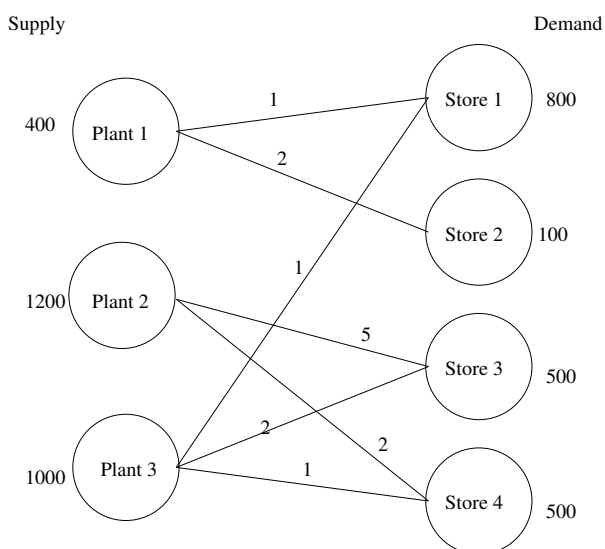 Supply
Demand
1
Store 1
800
400
Plant 1
2
Store 2
100
1
1200
Plant 2
5
Store 3
500
2
2
1000
Plant 3
1
Store 4
500